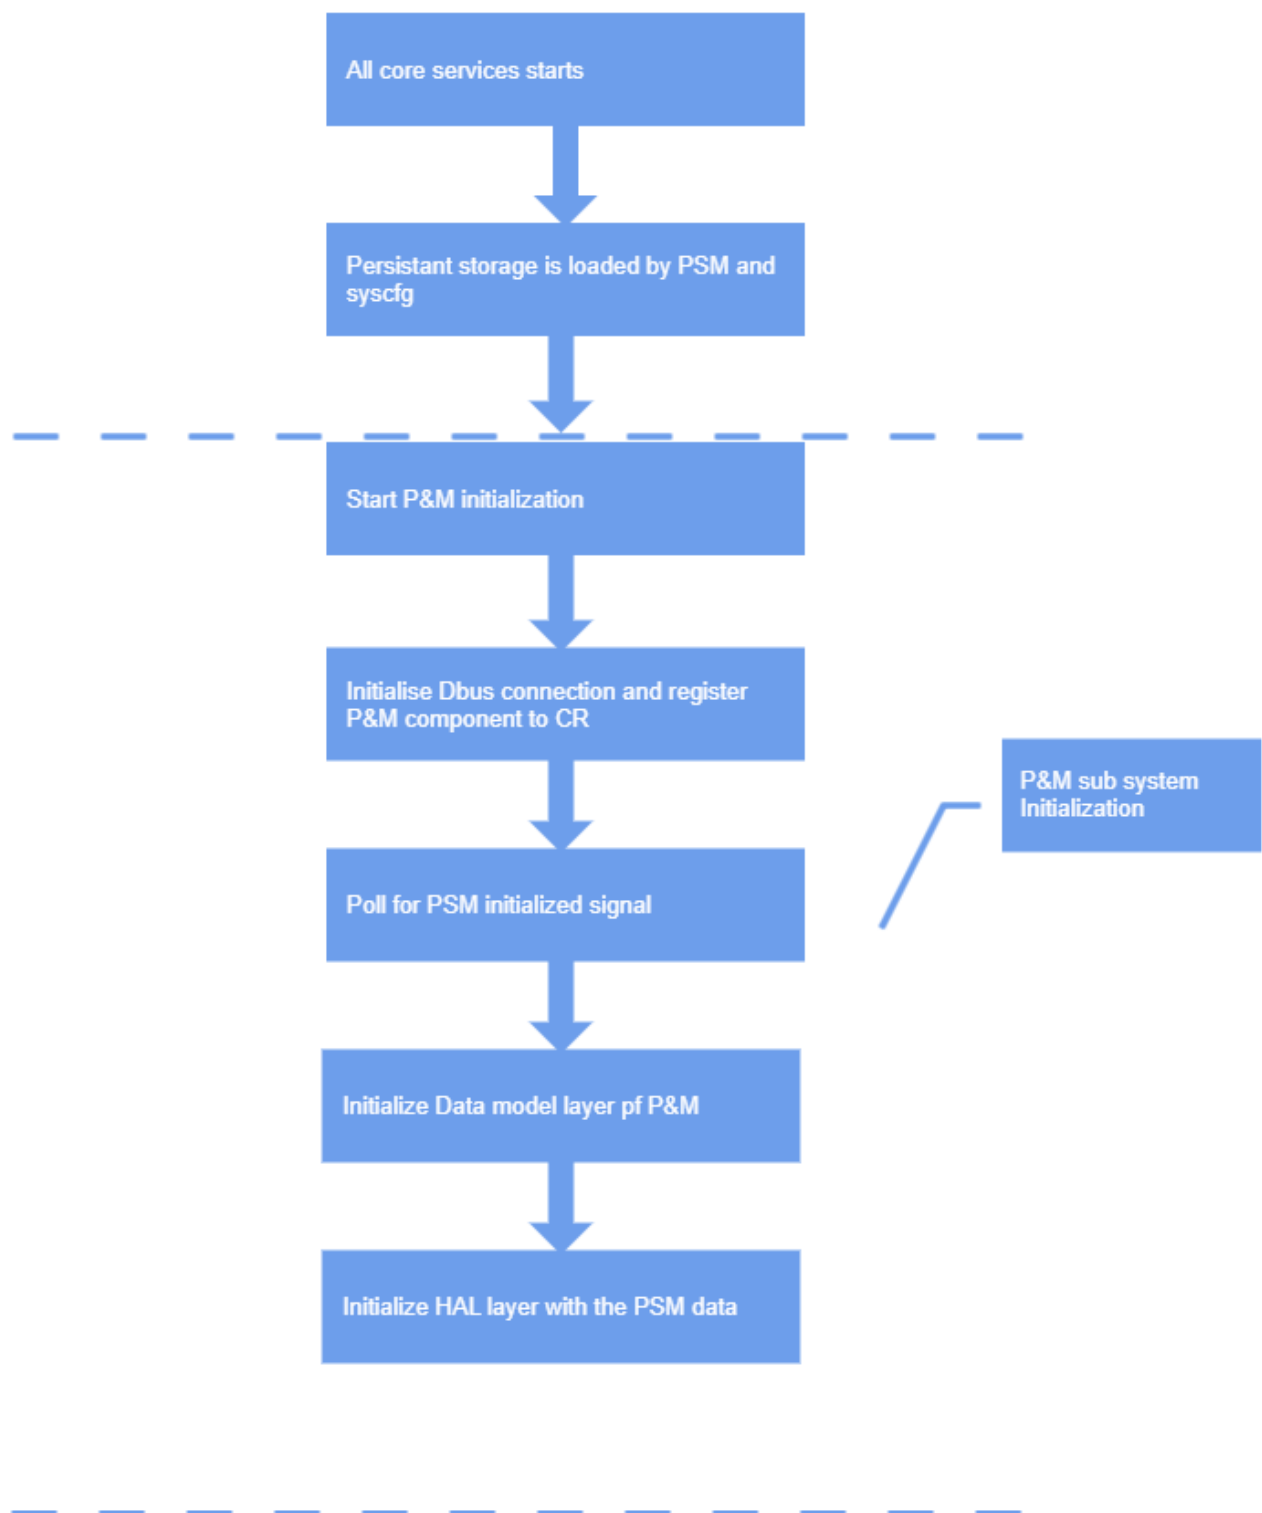 All core services starts
Persistant storage is loaded by PSM and
syscfg
Start P&M initialization
Initialise Dbus connection and register
P&M component to CR
P&M sub system
Initialization
Poll for PSM initialized signal
Initialize Data model layer pf P&M
Initialize HAL layer with the PSM data